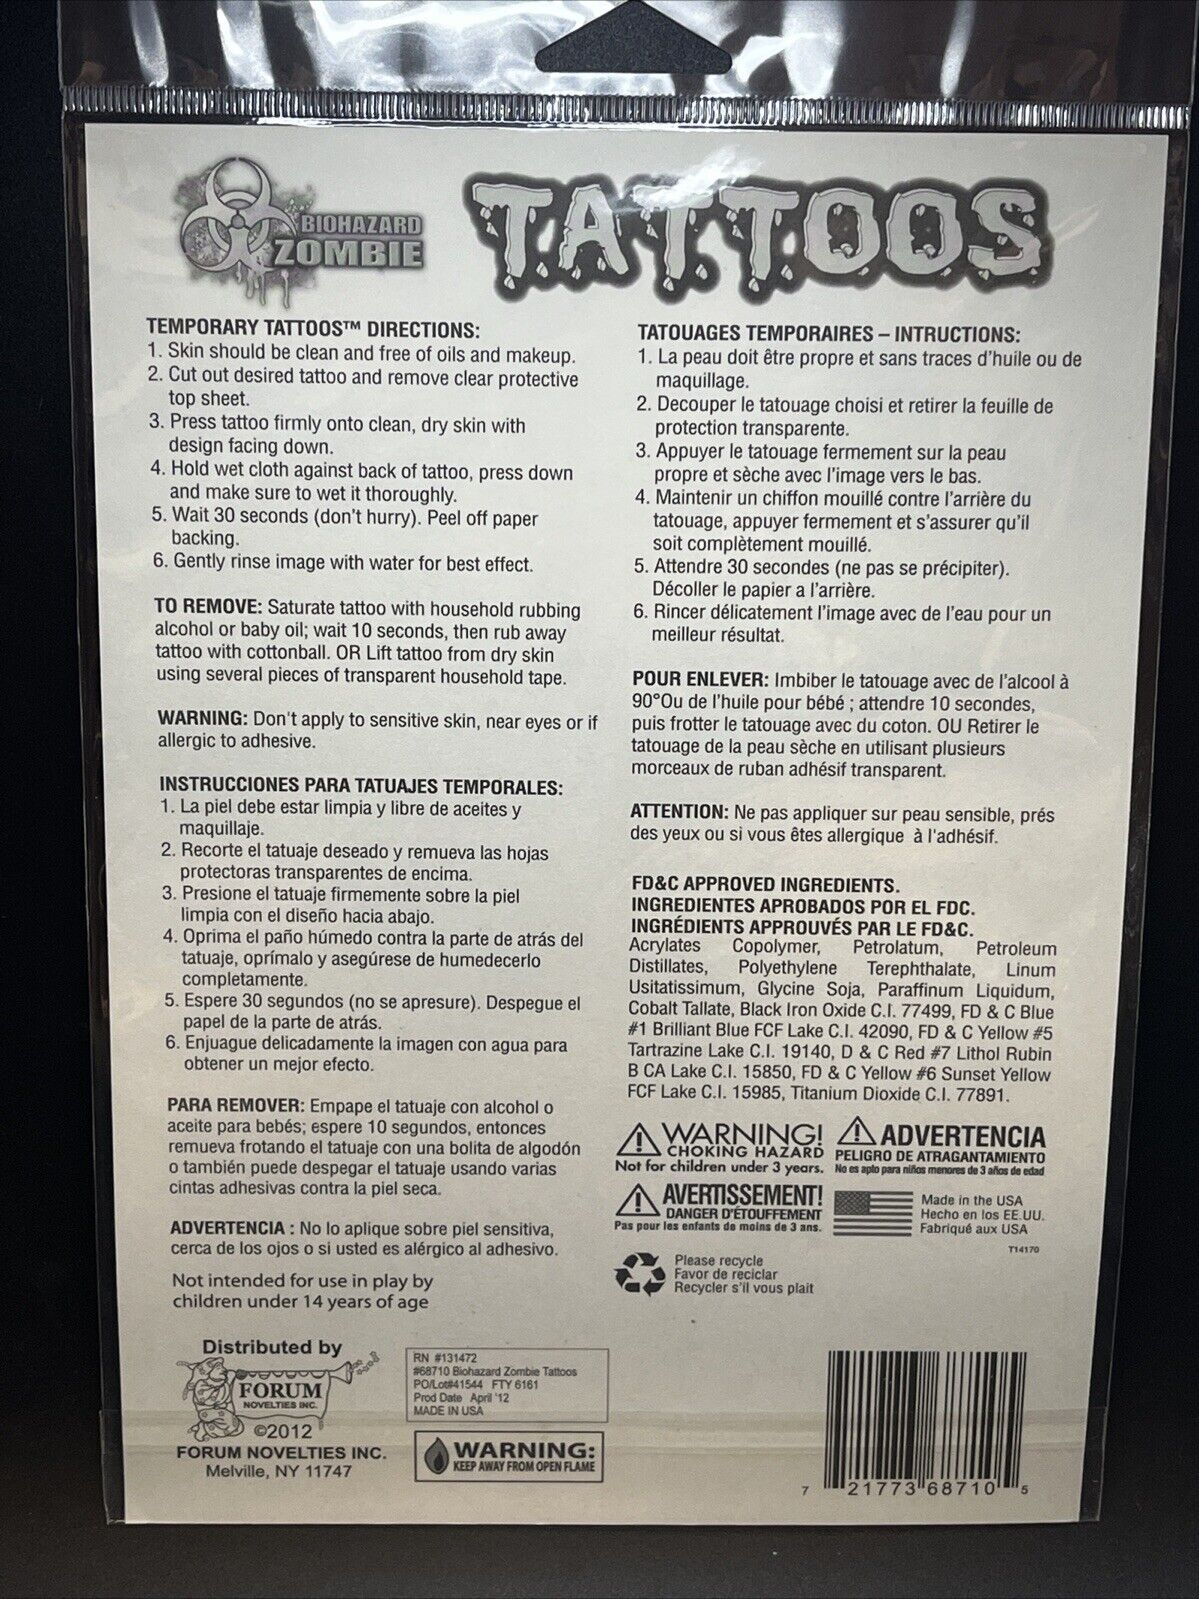 BIOHAZARD
ZOMBIE
TATTOOS
TEMPORARY TATTOOS™ DIRECTIONS:
1. Skin should be clean and free of oils and makeup.
2. Cut out desired tattoo and remove clear protective
top sheet.
3. Press tattoo firmly onto clean, dry skin with
design facing down.
4. Hold wet cloth against back of tattoo, press down
and make sure to wet it thoroughly.
5. Wait 30 seconds (don't hurry). Peel off paper
backing.
6. Gently rinse image with water for best effect.
TO REMOVE: Saturate tattoo with household rubbing
alcohol or baby oil; wait 10 seconds, then rub away
tattoo with cottonball. OR Lift tattoo from dry skin
using several pieces of transparent household tape.
WARNING: Don't apply to sensitive skin, near eyes or if
allergic to adhesive.
INSTRUCCIONES PARA TATUAJES TEMPORALES:
1. La piel debe estar limpia y libre de aceites y
maquillaje.
2. Recorte el tatuaje deseado y remueva las hojas
protectoras transparentes de encima.
3. Presione el tatuaje firmemente sobre la piel
limpia con el diseño hacia abajo.
4. Oprima el paño húmedo contra la parte de atrás del
tatuaje, oprímalo y asegúrese de humedecerlo
completamente.
5. Espere 30 segundos (no se apresure). Despegue el
papel de la parte de atrás.
6. Enjuague delicadamente la imagen con agua para
obtener un mejor efecto.
PARA REMOVER: Empape el tatuaje con alcohol o
aceite para bebés; espere 10 segundos, entonces
remueva frotando el tatuaje con una bolita de algodón
o también puede despegar el tatuaje usando varias
cintas adhesivas contra la piel seca.
ADVERTENCIA : No lo aplique sobre piel sensitiva,
cerca de los ojos o si usted es alérgico al adhesivo.
Not intended for use in play by
children under 14 years of age
TATOUAGES TEMPORAIRES – INTRUCTIONS:
1. La peau doit être propre et sans traces d'huile ou de
maquillage.
2. Decouper le tatouage choisi et retirer la feuille de
protection transparente.
3. Appuyer le tatouage fermement sur la peau
propre et sèche avec l'image vers le bas.
4. Maintenir un chiffon mouillé contre l'arrière du
tatouage, appuyer fermement et s'assurer qu'il
soit complètement mouillé.
5. Attendre 30 secondes (ne pas se précipiter).
Décoller le papier a l'arrière.
6. Rincer délicatement l'image avec de l'eau pour un
meilleur résultat.
POUR ENLEVER: Imbiber le tatouage avec de l'alcool à
90°Ou de l'huile pour bébé ; attendre 10 secondes,
puis frotter le tatouage avec du coton. OU Retirer le
tatouage de la peau sèche en utilisant plusieurs
morceaux de ruban adhésif transparent.
ATTENTION: Ne pas appliquer sur peau sensible, prés
des yeux ou si vous êtes allergique à l'adhésif.
FD&C APPROVED INGREDIENTS.
INGREDIENTES APROBADOS POR EL FDC.
INGRÉDIENTS APPROUVÉS PAR LE FD&C.
Acrylates Copolymer, Petrolatum, Petroleum
Distillates, Polyethylene Terephthalate, Linum
Usitatissimum, Glycine Soja, Paraffinum Liquidum,
Cobalt Tallate, Black Iron Oxide C.I. 77499, FD & C Blue
#1 Brilliant Blue FCF Lake C.I. 42090, FD & C Yellow #5
Tartrazine Lake C.I. 19140, D & C Red #7 Lithol Rubin
B CA Lake C.I. 15850, FD & C Yellow #6 Sunset Yellow
FCF Lake C.I. 15985, Titanium Dioxide C.I. 77891.
WARNING!
CHOKING HAZARD
Not for children under 3 years.
ADVERTENCIA
PELIGRO DE ATRAGANTAMIENTO
No es apto para niños menores de 3 años de edad
AVERTISSEMENT!
DANGER D'ÉTOUFFEMENT
Pas pour les enfants de moins de 3 ans.
Made in the USA
Hecho en los EE.UU.
Fabriqué aux USA
T14170
Please recycle
Favor de reciclar
Recycler s'il vous plait
Distributed by
FORUM
NOVELTIES INC.
©2012
FORUM NOVELTIES INC.
Melville, NY 11747
RN #131472
#68710 Biohazard Zombie Tattoos
PO/Lot#41544 FTY 6161
Prod Date April '12
MADE IN USA
WARNING:
KEEP AWAY FROM OPEN FLAME
7 21773 68710 5